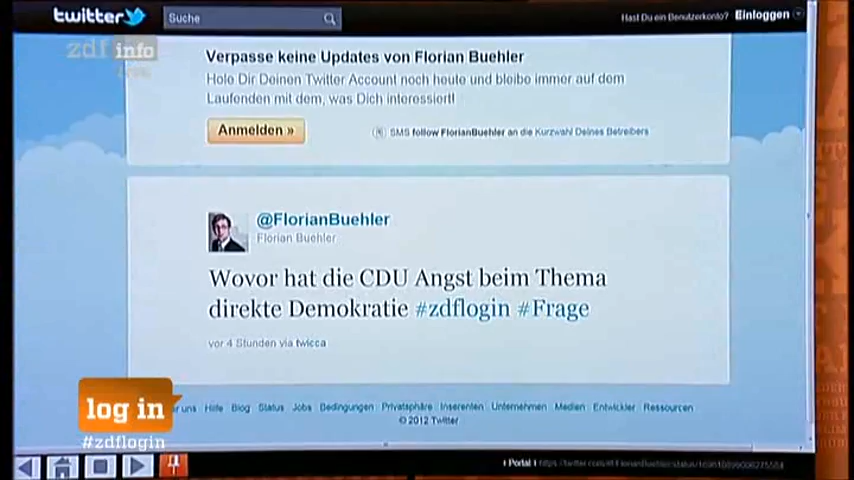 twitter
Suche
Hast Du ein Benutzerkonto? Einloggen
zdf info
Verpasse keine Updates von Florian Buehler
Hole Dir Deinen Twitter Account noch heute und bleibe immer auf dem
Laufenden mit dem, was Dich interessiert!
Anmelden »
SMS follow FlorianBuehler an die Kurzwahl Deines Betreibers
@FlorianBuehler
Florian Buehler
Wovor hat die CDU Angst beim Thema
direkte Demokratie #zdflogin #Frage
vor 4 Stunden via twicca
uns Hilfe Blog Status Jobs Bedingungen Privatsphäre Inserenten Unternehmen Medien Entwickler Ressourcen
© 2012 Twitter
log in
#zdflogin
Portal